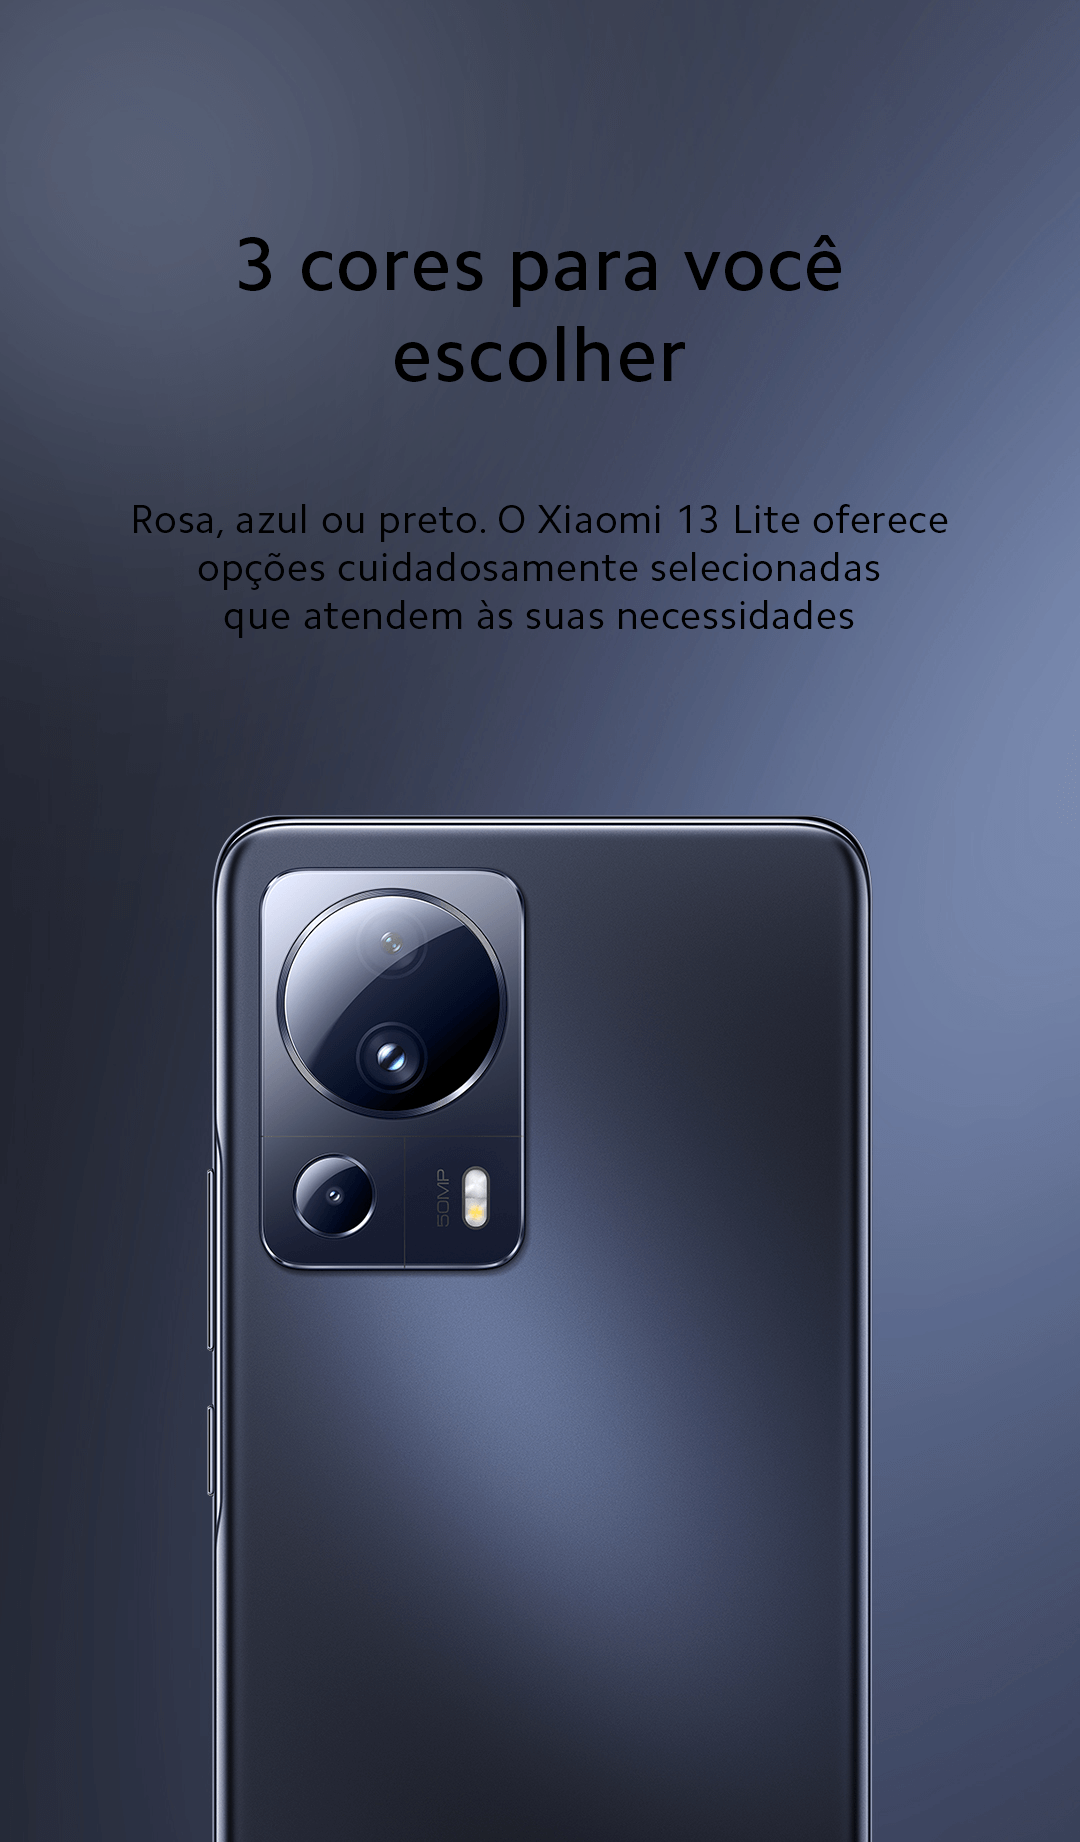 3 cores para você
escolher
Rosa, azul ou preto. O Xiaomi 13 Lite oferece
opções cuidadosamente selecionadas
que atendem às suas necessidades
50MP